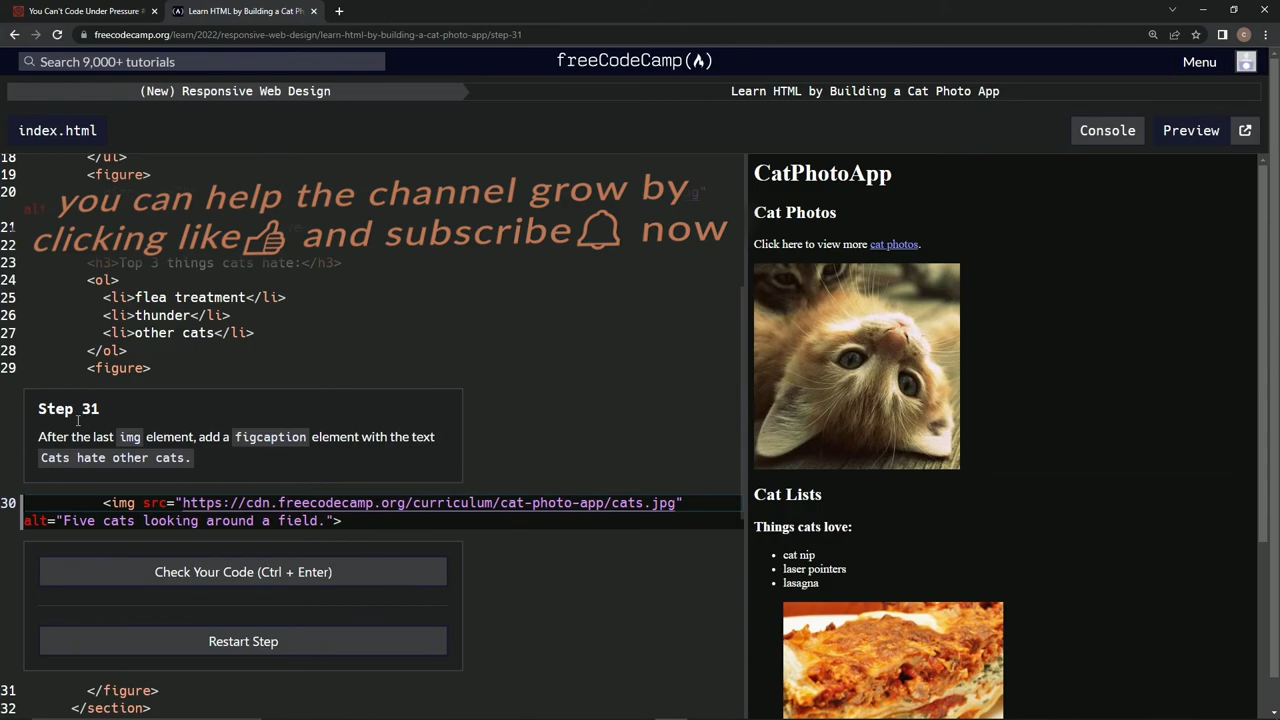 You Can't Code Under Pressure #
Learn HTML by Building a Cat Ph
freecodecamp.org/learn/2022/responsive-web-design/learn-html-by-building-a-cat-photo-app/step-31
C
Search 9,000+ tutorials
freeCodeCamp
Menu
(New) Responsive Web Design
Learn HTML by Building a Cat Photo App
index.html
Console
Preview
18 </ul>
19 <figure>
20
alt
you can help the channel grow by
clicking like and subscribe now
21
22
23 <h3>Top 3 things cats hate:</h3>
24 <ol>
25 <li>flea treatment</li>
26 <li>thunder</li>
27 <li>other cats</li>
28 </ol>
29 <figure>
Step 31
After the last img element, add a figcaption element with the text
Cats hate other cats.
30 <img src="https://cdn.freecodecamp.org/curriculum/cat-photo-app/cats.jpg"
alt="Five cats looking around a field.">
Check Your Code (Ctrl + Enter)
Restart Step
31 </figure>
32 </section>
CatPhotoApp
Cat Photos
Click here to view more cat photos.
Cat Lists
Things cats love:
• cat nip
• laser pointers
• lasagna